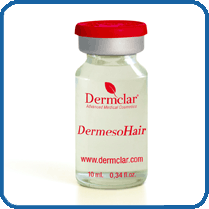 Dermclar®
Advanced Medical Cosmetics
DermesoHair
www.dermclar.com
10 ml. 0,34 fl.oz.